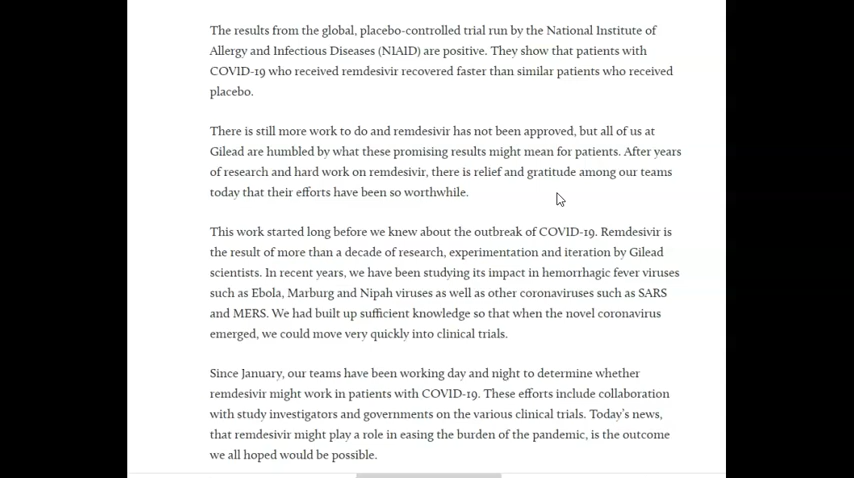 The results from the global, placebo-controlled trial run by the National Institute of
Allergy and Infectious Diseases (NIAID) are positive. They show that patients with
COVID-19 who received remdesivir recovered faster than similar patients who received
placebo.
There is still more work to do and remdesivir has not been approved, but all of us at
Gilead are humbled by what these promising results might mean for patients. After years
of research and hard work on remdesivir, there is relief and gratitude among our teams
today that their efforts have been so worthwhile.
This work started long before we knew about the outbreak of COVID-19. Remdesivir is
the result of more than a decade of research, experimentation and iteration by Gilead
scientists. In recent years, we have been studying its impact in hemorrhagic fever viruses
such as Ebola, Marburg and Nipah viruses as well as other coronaviruses such as SARS
and MERS. We had built up sufficient knowledge so that when the novel coronavirus
emerged, we could move very quickly into clinical trials.
Since January, our teams have been working day and night to determine whether
remdesivir might work in patients with COVID-19. These efforts include collaboration
with study investigators and governments on the various clinical trials. Today's news,
that remdesivir might play a role in easing the burden of the pandemic, is the outcome
we all hoped would be possible.